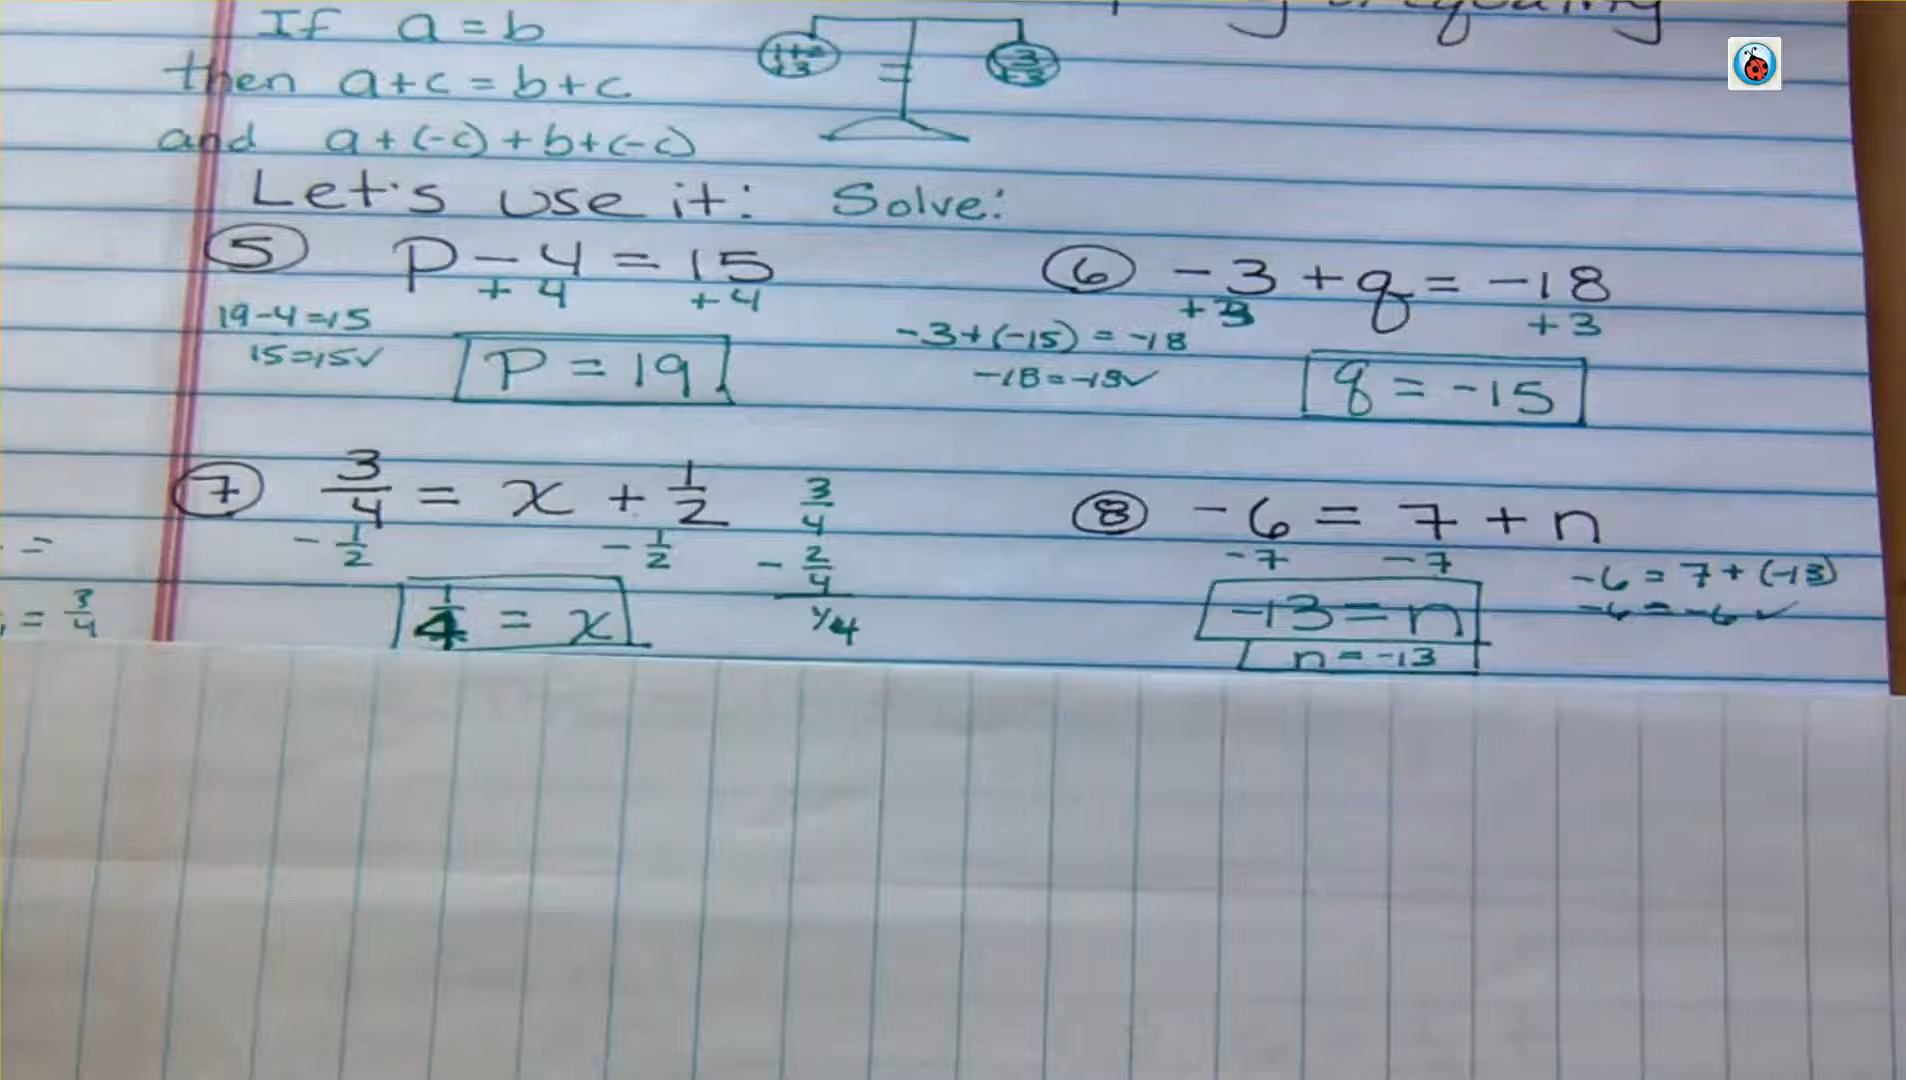 If a = b
then a + c = b + c
and a + (-c) + b + (-c)
Let's use it: Solve:
5 p - 4 = 15
+ 4 + 4
19 - 4 = 15
15 = 15 ✓
p = 19
6 -3 + q = -18
+3 +3
-3 + (-15) = -18
-18 = -18 ✓
q = -15
7 3/4 = x + 1/2
- 1/2 - 1/2
1/4 = x
3/4
- 2/4
1/4
= 3/4
8 -6 = 7 + n
-7 -7
-13 = n
n = -13
-6 = 7 + (-13)
-6 = -6 ✓